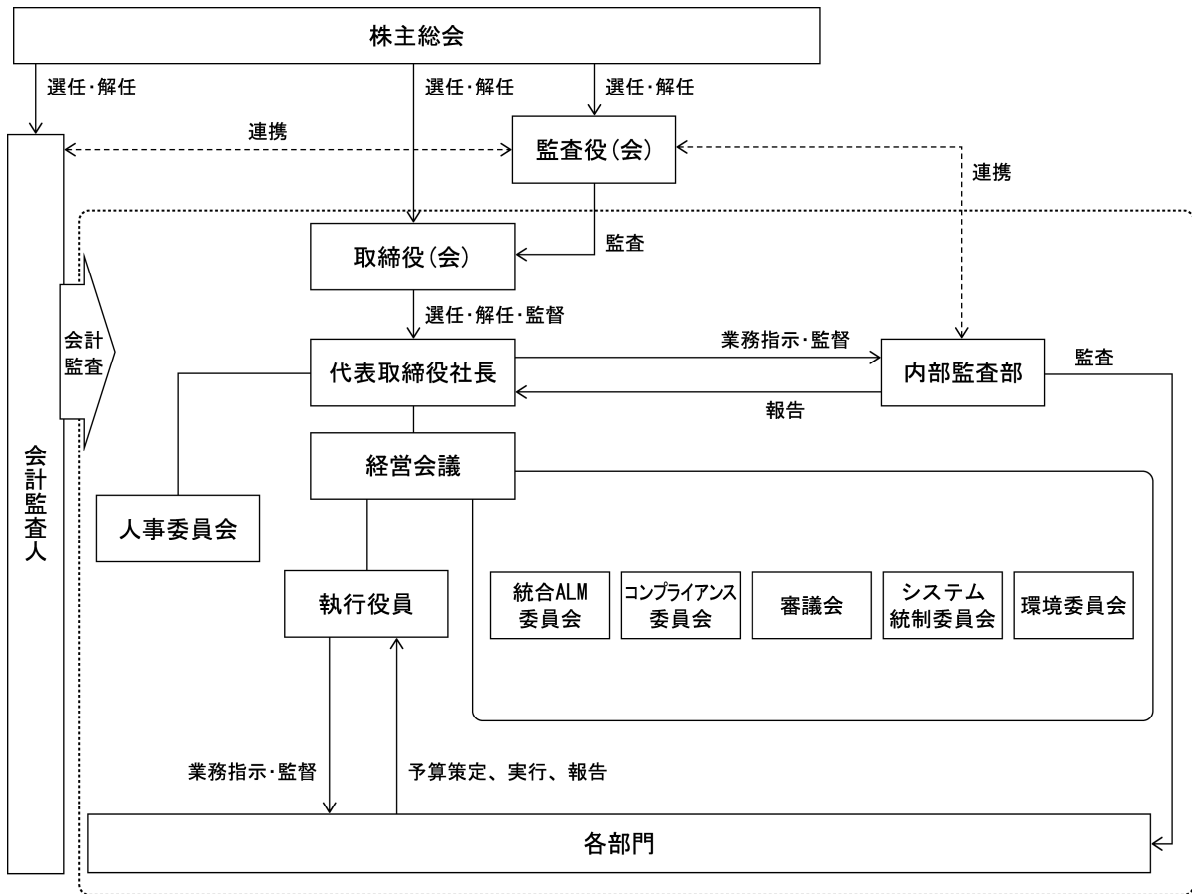 株主総会
選任・解任
選任・解任
選任・解任
連携
監査役(会)
連携
取締役(会)
監査
選任・解任・監督
会計
監査
代表取締役社長
業務指示・監督
報告
内部監査部
監査
経営会議
会計監査人
人事委員会
執行役員
統合ALM
委員会
コンプライアンス
委員会
審議会
システム
統制委員会
環境委員会
業務指示・監督
予算策定、実行、報告
各部門